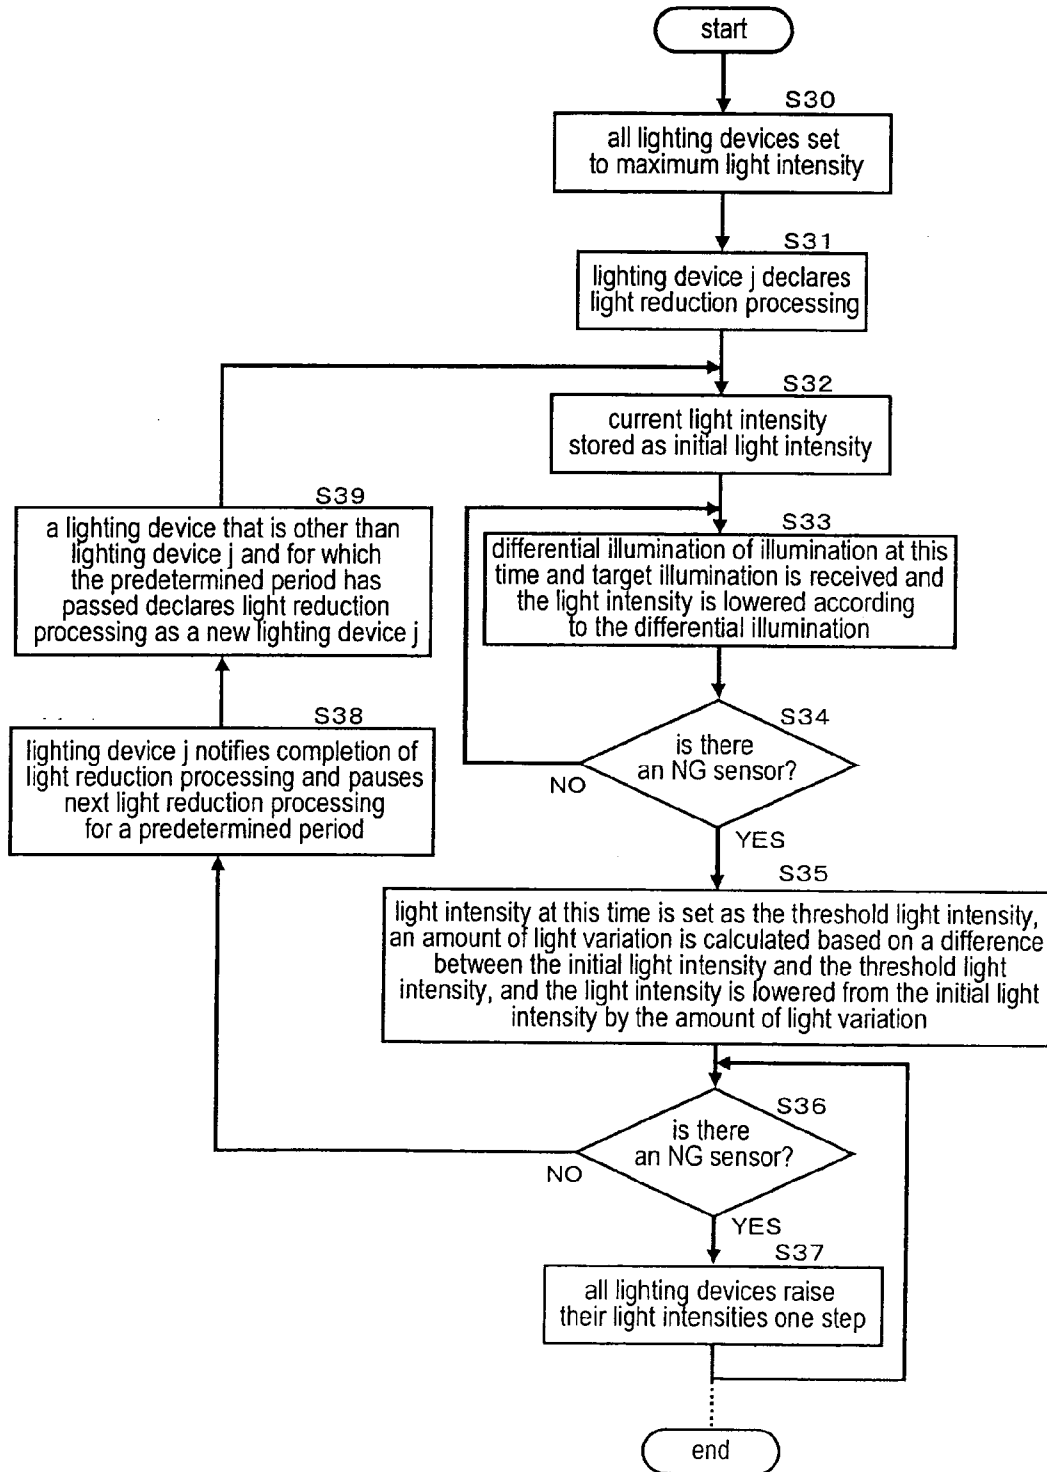 start
S30
all lighting devices set
to maximum light intensity
S31
lighting device j declares
light reduction processing
S32
current light intensity
stored as initial light intensity
S39
a lighting device that is other than
lighting device j and for which
the predetermined period has
passed declares light reduction
processing as a new lighting device j
S33
differential illumination of illumination at this
time and target illumination is received and
the light intensity is lowered according
to the differential illumination
S38
lighting device j notifies completion of
light reduction processing and pauses
next light reduction processing
for a predetermined period
S34
is there
an NG sensor?
NO
YES
S35
light intensity at this time is set as the threshold light intensity,
an amount of light variation is calculated based on a difference
between the initial light intensity and the threshold light
intensity, and the light intensity is lowered from the initial light
intensity by the amount of light variation
S36
is there
an NG sensor?
NO
YES
S37
all lighting devices raise
their light intensities one step
end